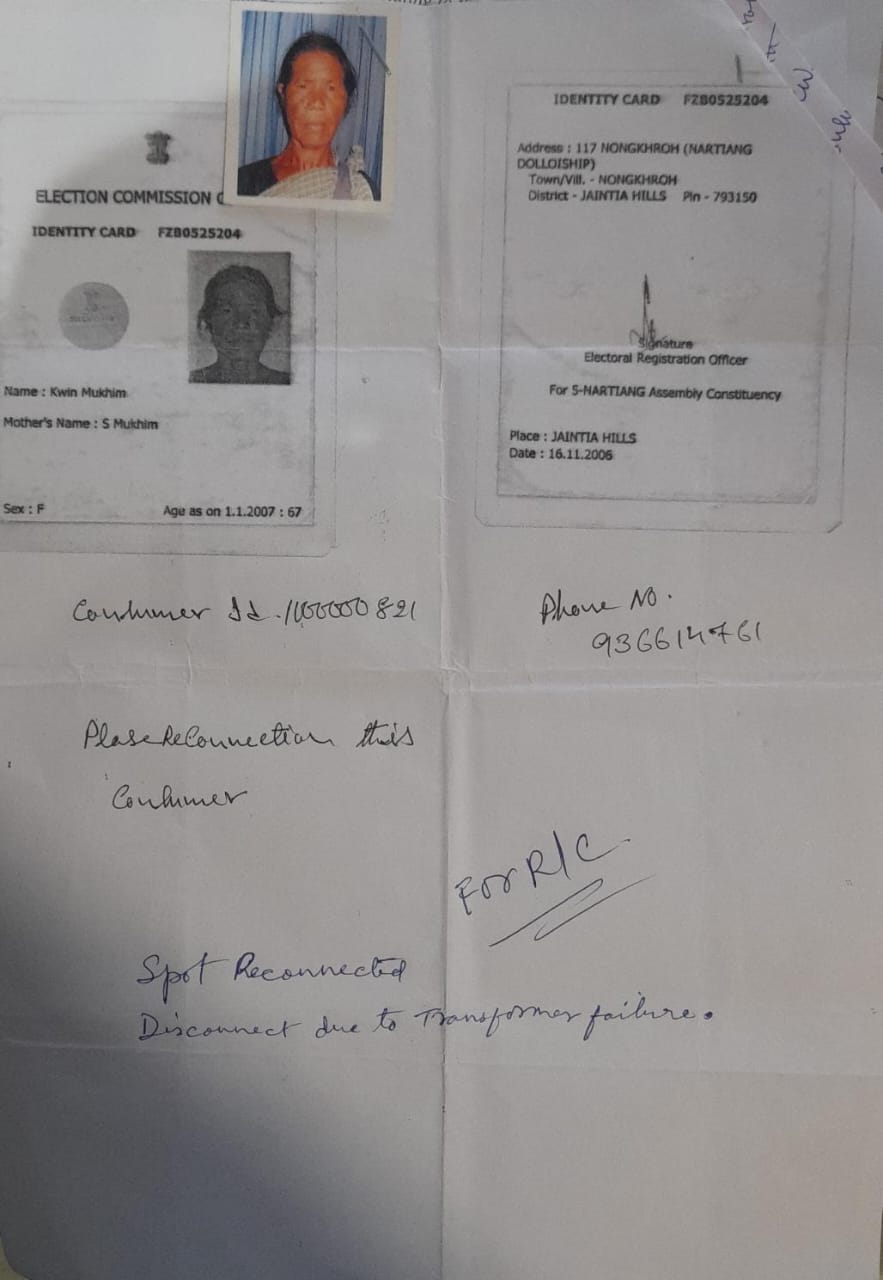 ELECTION COMMISSION
IDENTITY CARD FZB0525204
Name : Kwin Mukhim
Mother's Name : S Mukhim
Sex : F Age as on 1.1.2007 : 67
IDENTITY CARD FZB0525204
Address : 117 NONGKHROH (NARTIANG
DOLLOISHIP)
Town/Vill. - NONGKHROH
District - JAINTIA HILLS Pin - 793150
Signature
Electoral Registration Officer
For 5-NARTIANG Assembly Constituency
Place : JAINTIA HILLS
Date : 16.11.2006
Conhumer Id.
Phone No.
Plase ReConnection this
Conhumer
For R/C
Spot Reconnected
Disconnect due to Transformer failure.